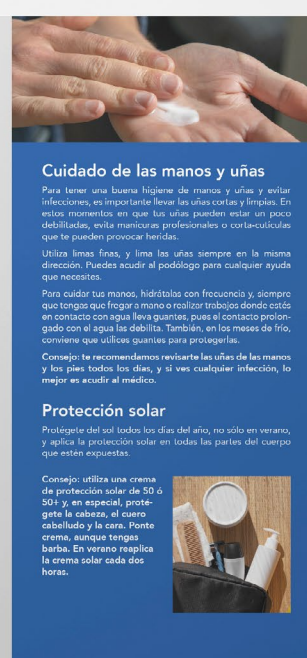 Cuidado de las manos y uñas
Para tener una buena higiene de manos y uñas y evitar
infecciones, es importante llevar las uñas cortas y limpias. En
estos momentos en que tus uñas pueden estar un poco
debilitadas, evita manicuras profesionales o corta-cutículas
que te pueden provocar heridas.
Utiliza limas finas, y lima las uñas siempre en la misma
dirección. Puedes acudir al podólogo para cualquier ayuda
que necesites.
Para cuidar tus manos, hidrátalas con frecuencia y, siempre
que tengas que fregar a mano o realizar trabajos donde estés
en contacto con agua lleva guantes, pues el contacto prolon-
gado con el agua las debilita. También, en los meses de frío,
conviene que utilices guantes para protegerlas.
Consejo: te recomendamos revisarte las uñas de las manos
y los pies todos los días, y si ves cualquier infección, lo
mejor es acudir al médico.
Protección solar
Protégete del sol todos los días del año, no sólo en verano,
y aplica la protección solar en todas las partes del cuerpo
que estén expuestas.
Consejo: utiliza una crema
de protección solar de 50 ó
50+ y, en especial, proté-
gete la cabeza, el cuero
cabelludo y la cara. Ponte
crema, aunque tengas
barba. En verano reaplica
la crema solar cada dos
horas.